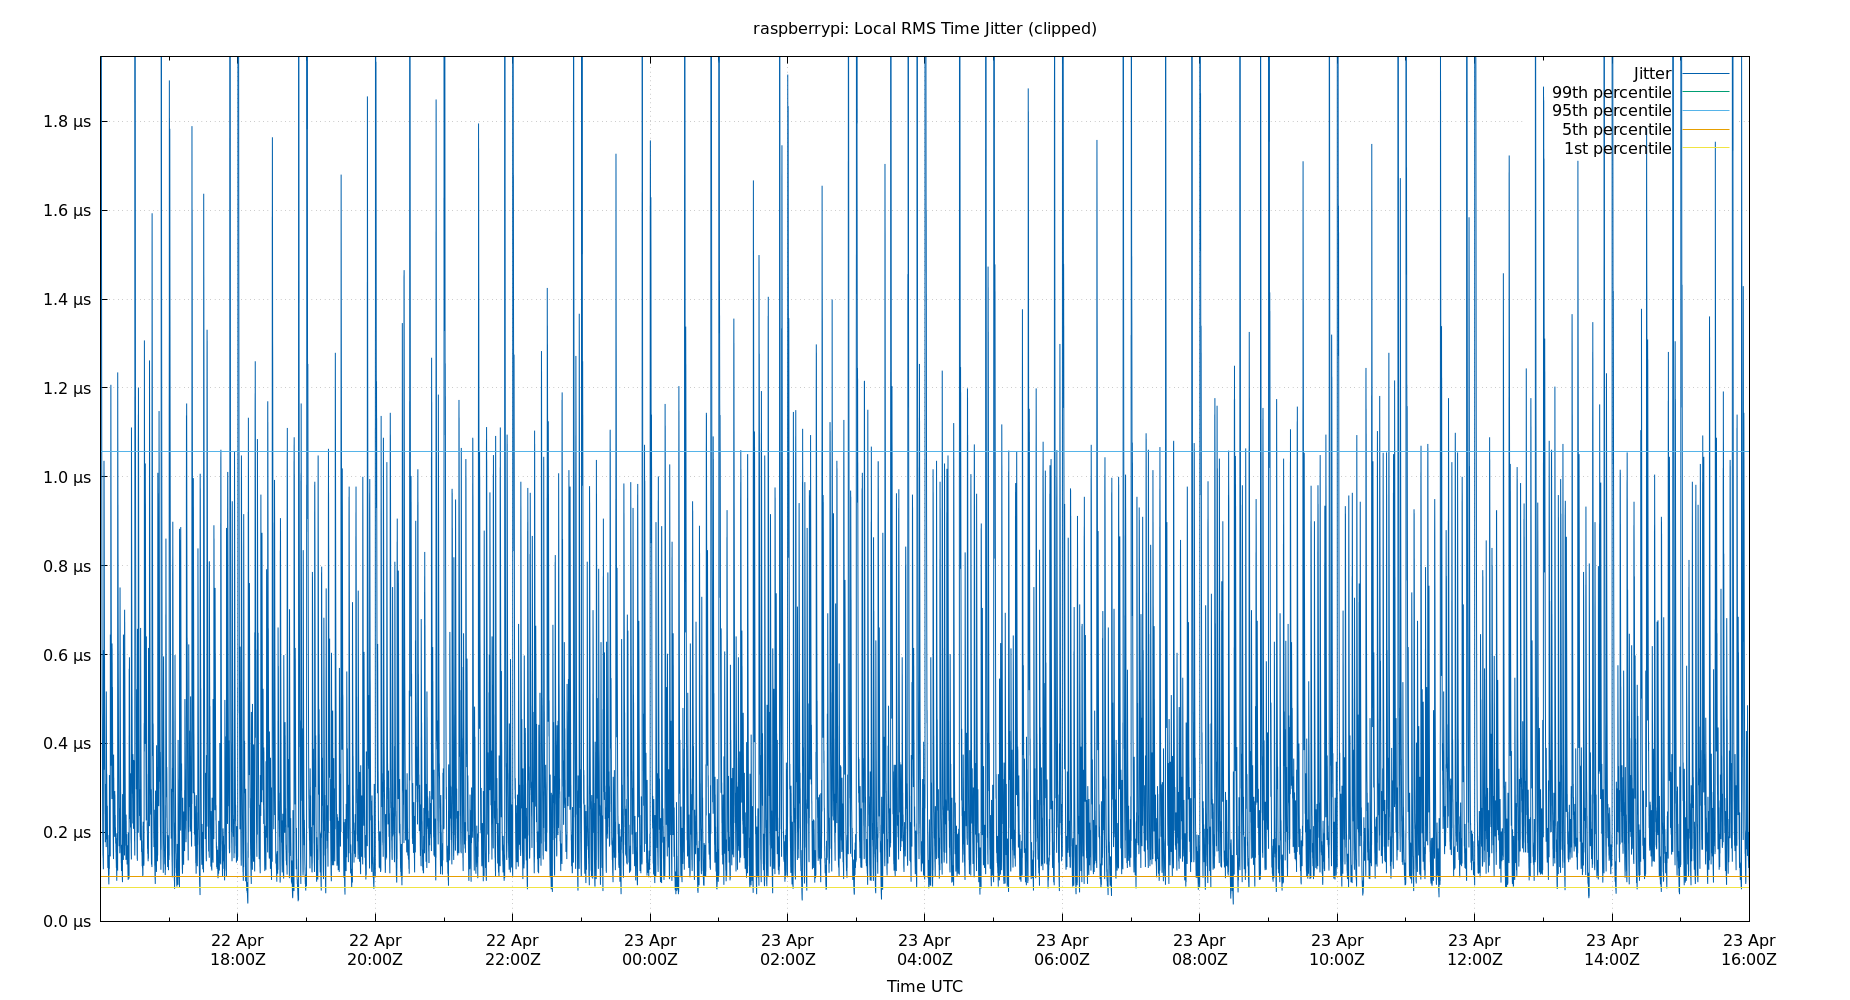 raspberrypi: Local RMS Time Jitter (clipped)
Jitter
99th percentile
95th percentile
5th percentile
1st percentile
1.8 µs
1.6 µs
1.4 µs
1.2 µs
1.0 µs
0.8 µs
0.6 µs
0.4 µs
0.2 µs
0.0 µs
22 Apr 22 Apr 22 Apr 23 Apr 23 Apr 23 Apr 23 Apr 23 Apr 23 Apr 23 Apr 23 Apr 23 Apr
18:00Z 20:00Z 22:00Z 00:00Z 02:00Z 04:00Z 06:00Z 08:00Z 10:00Z 12:00Z 14:00Z 16:00Z
Time UTC